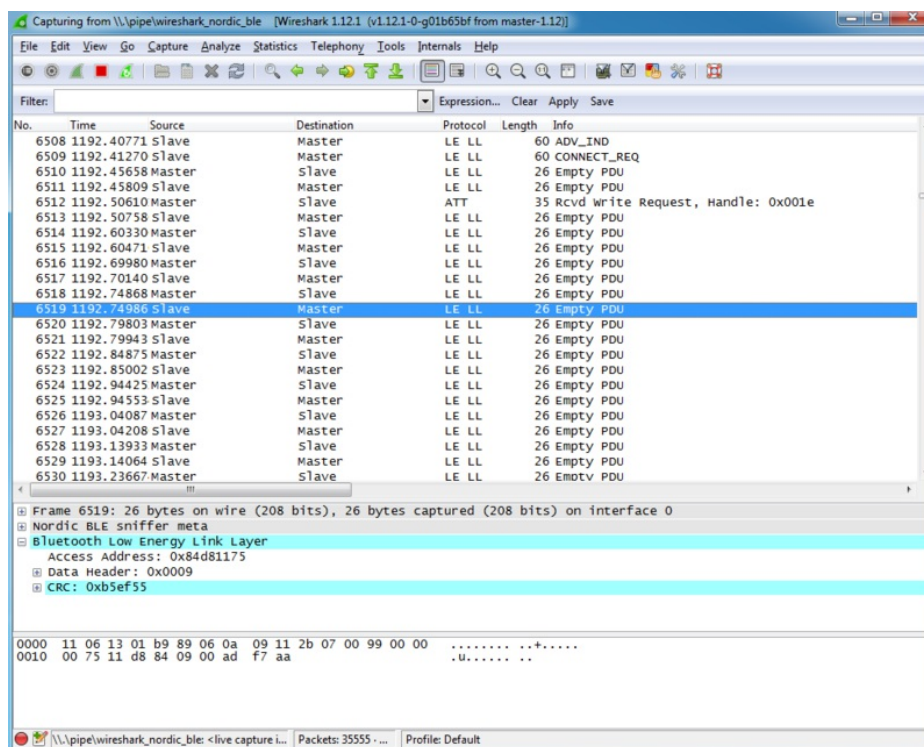 Capturing from \\.\pipe\wireshark_nordic_ble [Wireshark 1.12.1 (v1.12.1-0-g01b65bf from master-1.12)]
File Edit View Go Capture Analyze Statistics Telephony Tools Internals Help
Filter: Expression... Clear Apply Save
No. Time Source Destination Protocol Length Info
6508 1192.40771 Slave Master LE LL 60 ADV_IND
6509 1192.41270 Slave Master LE LL 60 CONNECT_REQ
6510 1192.45658 Master Slave LE LL 26 Empty PDU
6511 1192.45809 Slave Master LE LL 26 Empty PDU
6512 1192.50610 Master Slave ATT 35 Rcvd Write Request, Handle: 0x001e
6513 1192.50758 Slave Master LE LL 26 Empty PDU
6514 1192.60330 Master Slave LE LL 26 Empty PDU
6515 1192.60471 Slave Master LE LL 26 Empty PDU
6516 1192.69980 Master Slave LE LL 26 Empty PDU
6517 1192.70140 Slave Master LE LL 26 Empty PDU
6518 1192.74868 Master Slave LE LL 26 Empty PDU
6519 1192.74986 Slave Master LE LL 26 Empty PDU
6520 1192.79803 Master Slave LE LL 26 Empty PDU
6521 1192.79943 Slave Master LE LL 26 Empty PDU
6522 1192.84875 Master Slave LE LL 26 Empty PDU
6523 1192.85002 Slave Master LE LL 26 Empty PDU
6524 1192.94425 Master Slave LE LL 26 Empty PDU
6525 1192.94553 Slave Master LE LL 26 Empty PDU
6526 1193.04087 Master Slave LE LL 26 Empty PDU
6527 1193.04208 Slave Master LE LL 26 Empty PDU
6528 1193.13933 Master Slave LE LL 26 Empty PDU
6529 1193.14064 Slave Master LE LL 26 Empty PDU
6530 1193.23667 Master Slave LE LL 26 Empty PDU
Frame 6519: 26 bytes on wire (208 bits), 26 bytes captured (208 bits) on interface 0
Nordic BLE sniffer meta
Bluetooth Low Energy Link Layer
Access Address: 0x84d81175
Data Header: 0x0009
CRC: 0xb5ef55
0000 11 06 13 01 b9 89 06 0a 09 11 2b 07 00 99 00 00 ........ ..+.....
0010 00 75 11 d8 84 09 00 ad f7 aa .u...... ..
\\.\pipe\wireshark_nordic_ble: <live capture i... Packets: 35555 · ... Profile: Default